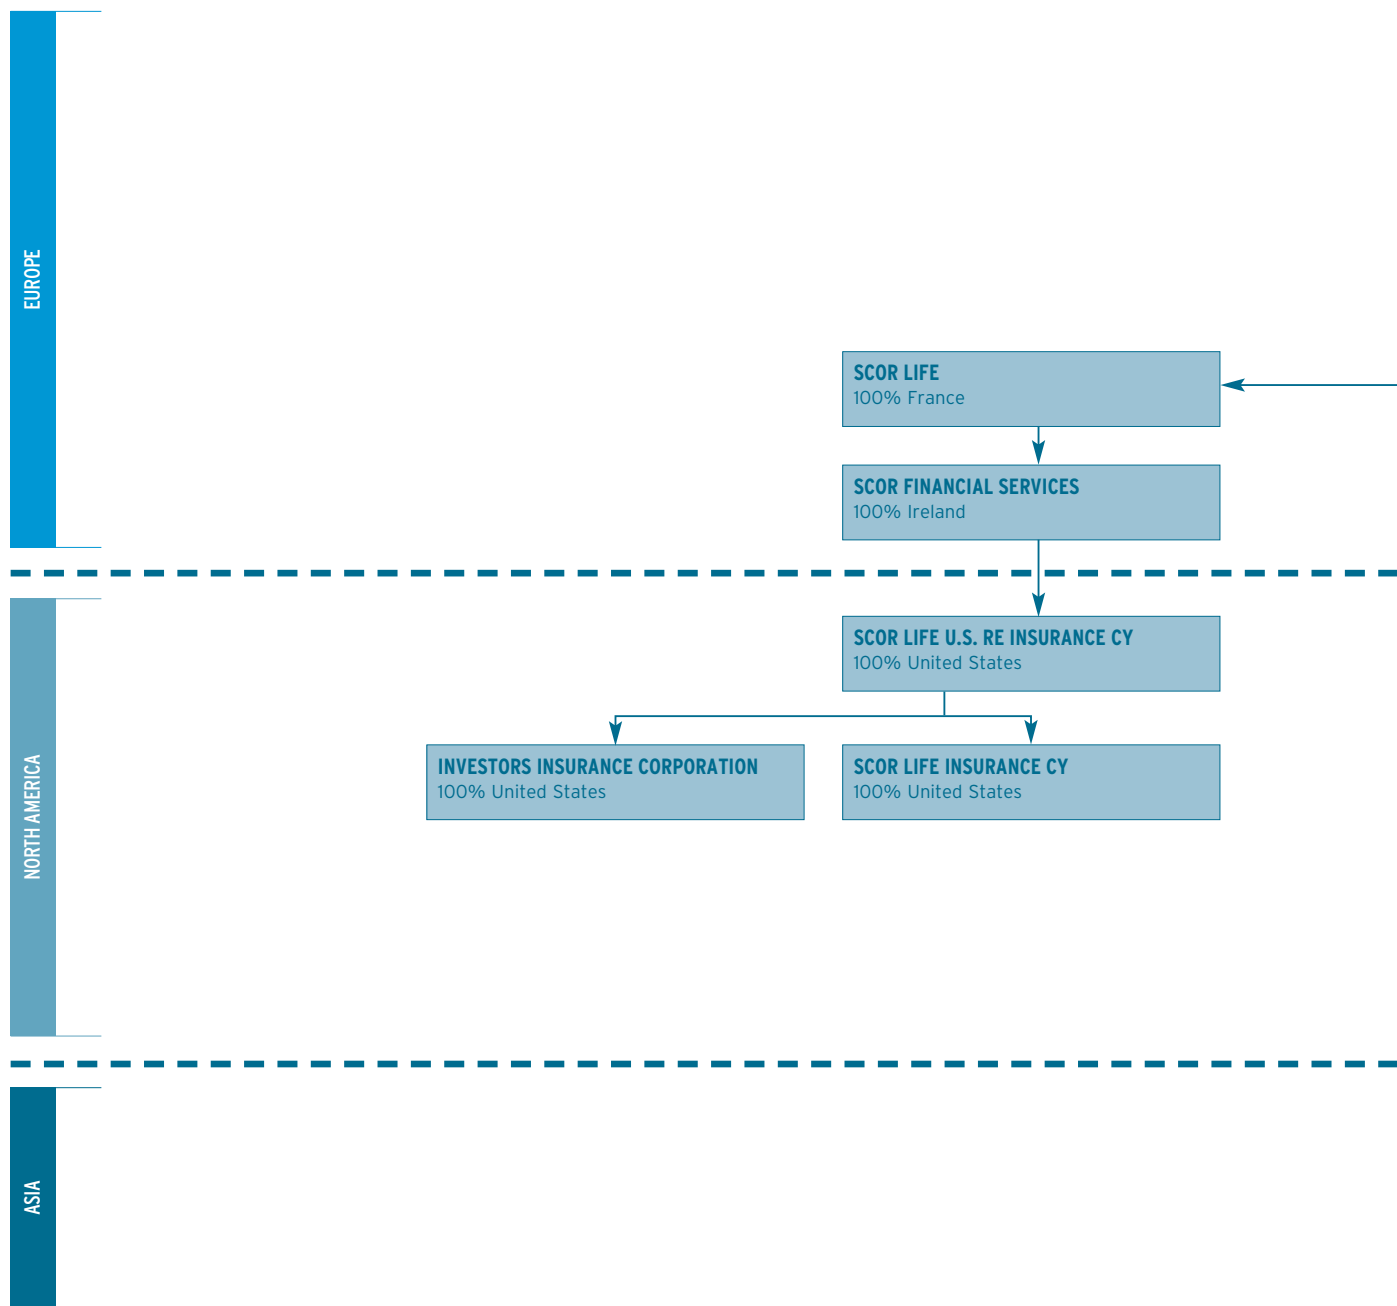 EUROPE
SCOR LIFE
100% France
SCOR FINANCIAL SERVICES
100% Ireland
NORTH AMERICA
SCOR LIFE U.S. RE INSURANCE CY
100% United States
INVESTORS INSURANCE CORPORATION
100% United States
SCOR LIFE INSURANCE CY
100% United States
ASIA